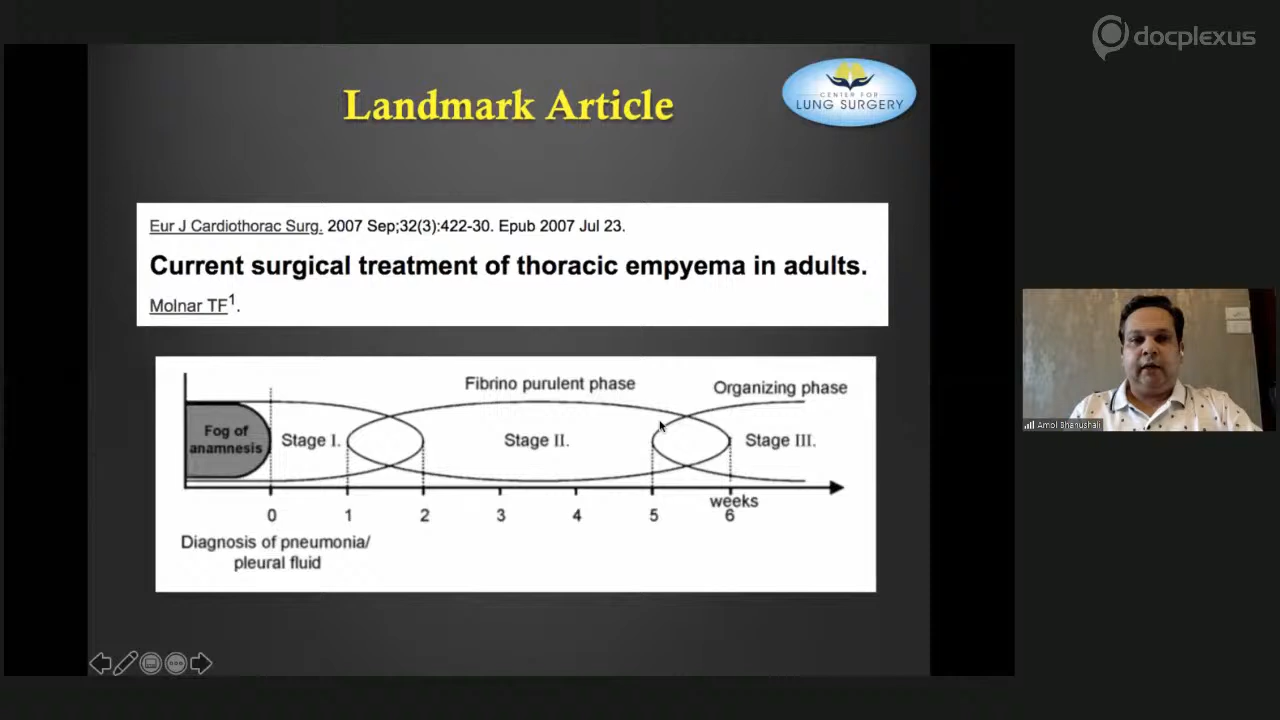 docplexus
Landmark Article
CENTER FOR
LUNG SURGERY
Eur J Cardiothorac Surg. 2007 Sep;32(3):422-30. Epub 2007 Jul 23.
Current surgical treatment of thoracic empyema in adults.
Molnar TF1.
Fibrino purulent phase
Organizing phase
Fog of
anamnesis
Stage I.
Stage II.
Stage III.
weeks
0 1 2 3 4 5 6
Diagnosis of pneumonia/
pleural fluid
Amol Bhanushali